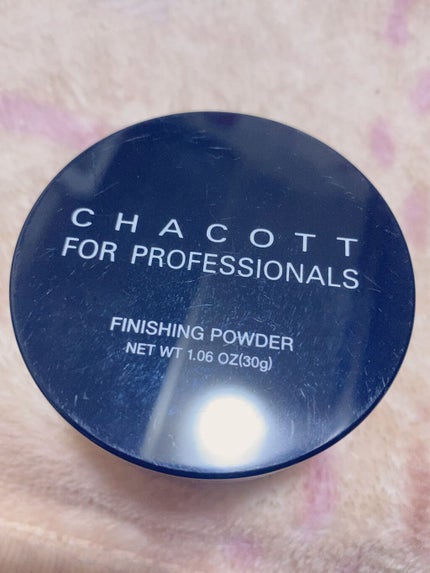 CHACOTT
FOR PROFESSIONALS
FINISHING POWDER
NET WT 1.06 OZ(30g)